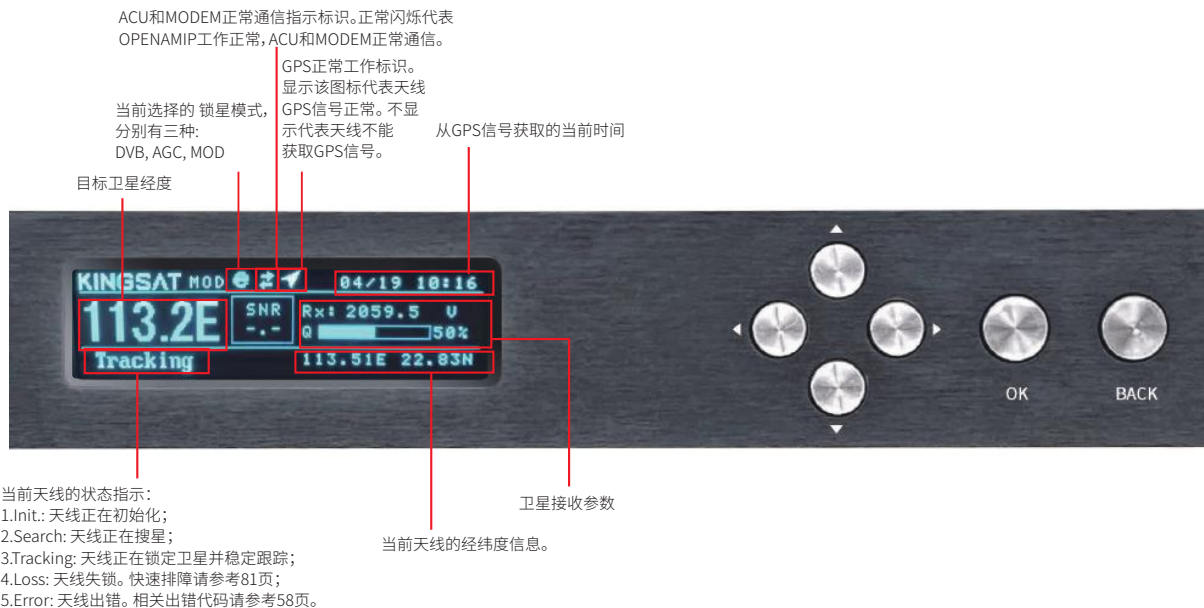 ACU和MODEM正常通信指示标识。正常闪烁代表
OPENAMIP工作正常,ACU和MODEM正常通信。
GPS正常工作标识。
显示该图标代表天线
GPS信号正常。不显
示代表天线不能
获取GPS信号。
当前选择的 锁星模式,
分别有三种:
DVB, AGC, MOD
从GPS信号获取的当前时间
目标卫星经度
KINGSAT MOD 04/19 10:16
113.2E SNR Rx: 2059.5 V
-.- Q 50%
Tracking 113.51E 22.83N
OK BACK
当前天线的状态指示:
1.Init.: 天线正在初始化;
2.Search: 天线正在搜星;
3.Tracking: 天线正在锁定卫星并稳定跟踪;
4.Loss: 天线失锁。快速排障请参考81页;
5.Error: 天线出错。相关出错代码请参考58页。
卫星接收参数
当前天线的经纬度信息。